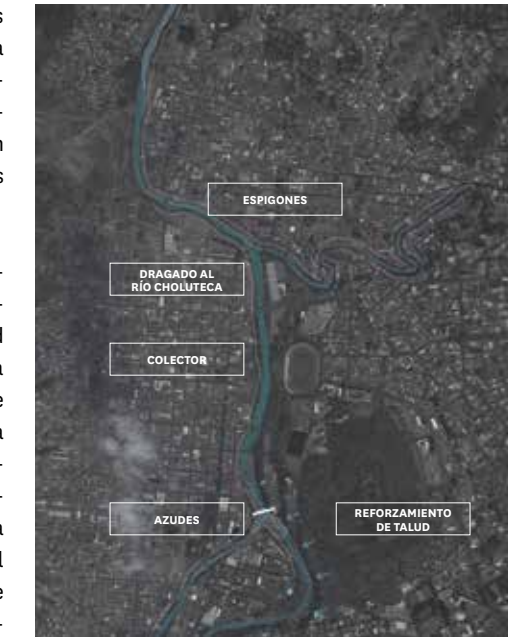 ESPIGONES
DRAGADO AL
RÍO CHOLUTECA
COLECTOR
AZUDES
REFORZAMIENTO
DE TALUD